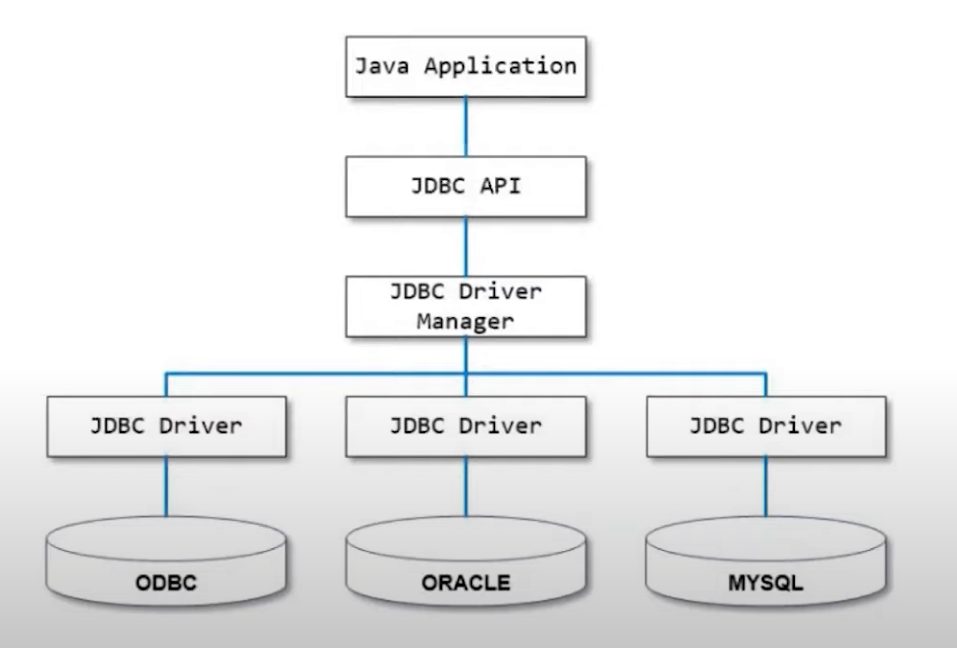 Java Application
JDBC API
JDBC Driver
Manager
JDBC Driver
JDBC Driver
JDBC Driver
ODBC
ORACLE
MYSQL